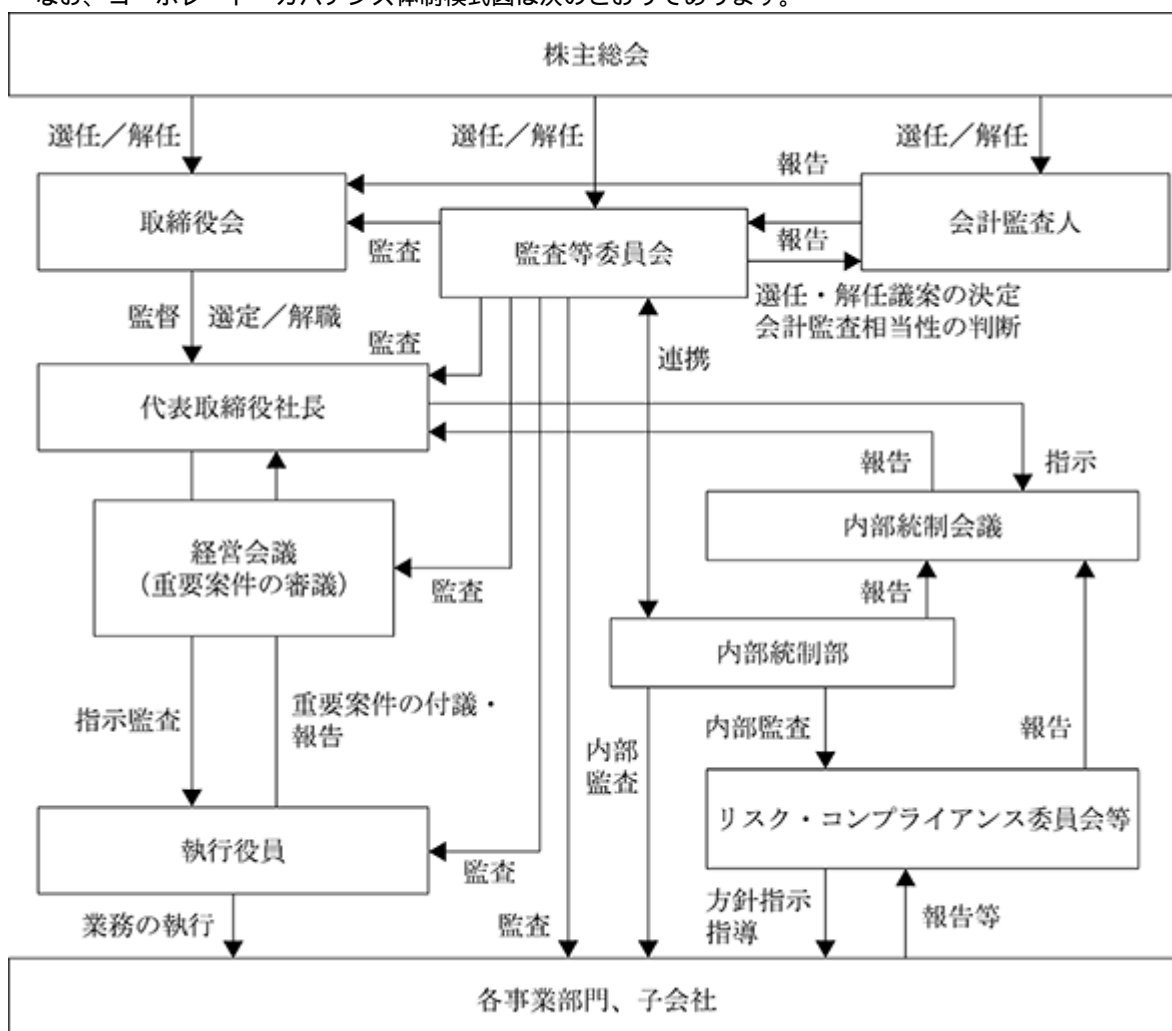 なお、コーポレート・ガバナンス体制模式図は次のとおりであります。
株主総会
選任／解任
選任／解任
選任／解任
報告
取締役会
監査等委員会
会計監査人
監査
報告
選任・解任議案の決定
会計監査相当性の判断
監督
選定／解職
監査
連携
代表取締役社長
報告
指示
内部統制会議
経営会議
(重要案件の審議)
監査
報告
内部統制部
指示監査
重要案件の付議・
報告
内部
監査
内部監査
報告
リスク・コンプライアンス委員会等
執行役員
監査
業務の執行
監査
方針指示
指導
報告等
各事業部門、子会社